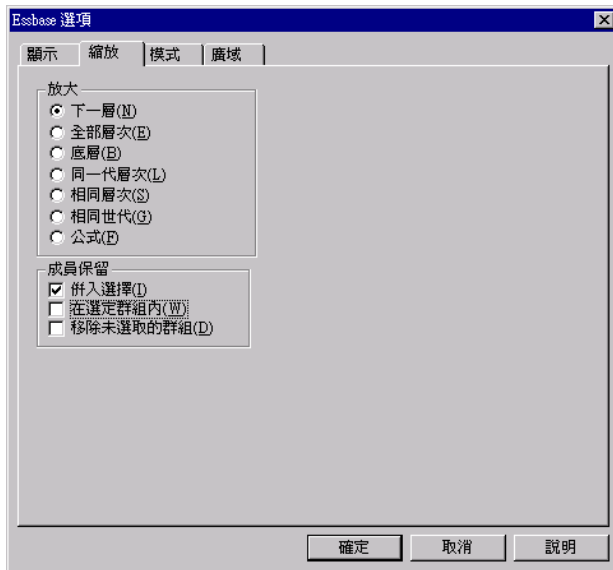 Essbase 選項
顯示 縮放 模式 廣域
放大
下一層(N)
全部層次(E)
底層(B)
同一代層次(L)
相同層次(S)
相同世代(G)
公式(F)
成員保留
併入選擇(I)
在選定群組內(W)
移除未選取的群組(D)
確定 取消 說明